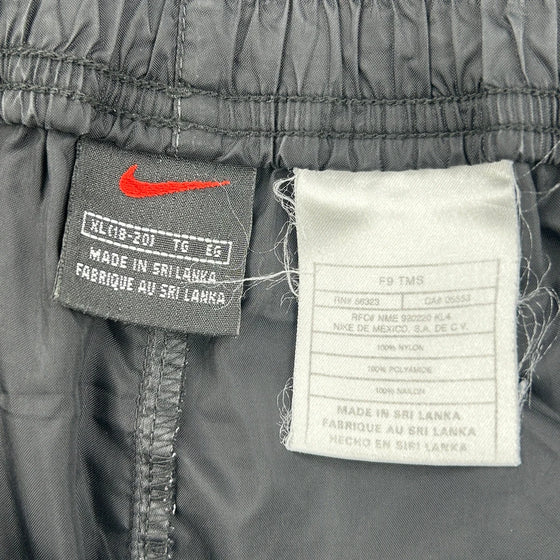 XL(18-20) TG EG
MADE IN SRI LANKA
FABRIQUE AU SRI LANKA
F9 TMS
RN# 56323 CA# 05553
RFC# NME 920220 KL4
NIKE DE MEXICO, S.A. DE C.V.
100% NYLON
100% POLYAMIDE
100% NAILON
MADE IN SRI LANKA
FABRIQUE AU SRI LANKA
HECHO EN SIRI LANKA